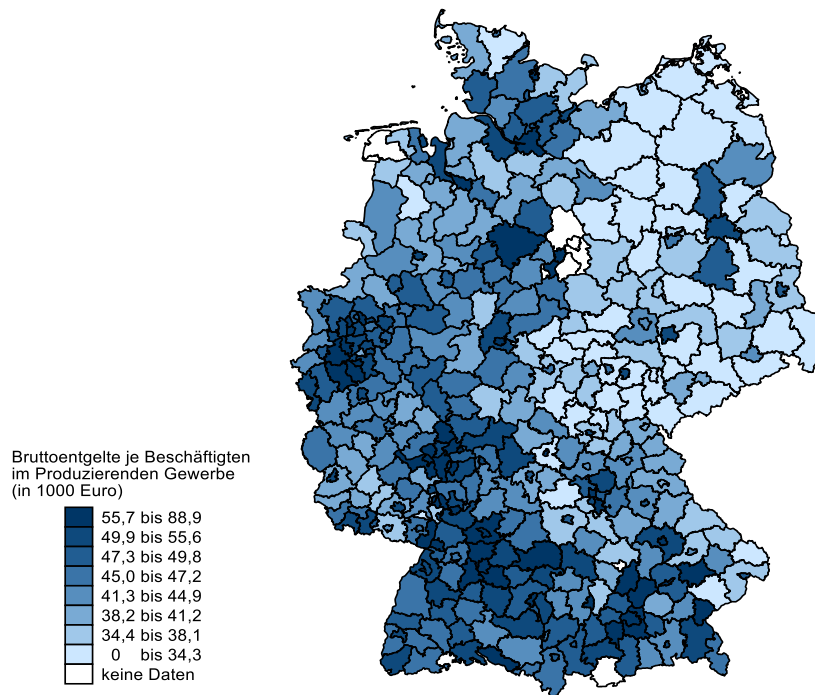 Bruttoentgelte je Beschäftigten
im Produzierenden Gewerbe
(in 1000 Euro)
55,7 bis 88,9
49,9 bis 55,6
47,3 bis 49,8
45,0 bis 47,2
41,3 bis 44,9
38,2 bis 41,2
34,4 bis 38,1
0 bis 34,3
keine Daten